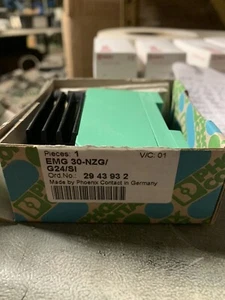 Pieces: 1 V/C: 01
EMG 30-NZG/
G24/SI
Ord.No.: 29 43 93 2
Made by Phoenix Contact in Germany